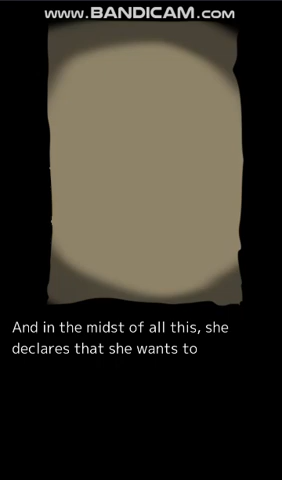 www.BANDICAM.com
And in the midst of all this, she
declares that she wants to